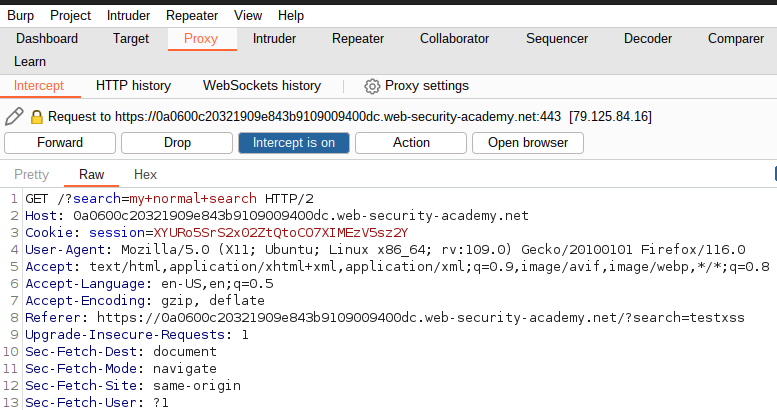 Burp Project Intruder Repeater View Help
Dashboard Target Proxy Intruder Repeater Collaborator Sequencer Decoder Comparer
Learn
Intercept HTTP history WebSockets history Proxy settings
Request to https://0a0600c20321909e843b9109009400dc.web-security-academy.net:443 [79.125.84.16]
Forward Drop Intercept is on Action Open browser
Pretty Raw Hex
1 GET /?search=my+normal+search HTTP/2
2 Host: 0a0600c20321909e843b9109009400dc.web-security-academy.net
3 Cookie: session=XYURo5SrS2x02ZtQtoC07XIMEzV5sz2Y
4 User-Agent: Mozilla/5.0 (X11; Ubuntu; Linux x86_64; rv:109.0) Gecko/20100101 Firefox/116.0
5 Accept: text/html,application/xhtml+xml,application/xml;q=0.9,image/avif,image/webp,*/*;q=0.8
6 Accept-Language: en-US,en;q=0.5
7 Accept-Encoding: gzip, deflate
8 Referer: https://0a0600c20321909e843b9109009400dc.web-security-academy.net/?search=testxss
9 Upgrade-Insecure-Requests: 1
10 Sec-Fetch-Dest: document
11 Sec-Fetch-Mode: navigate
12 Sec-Fetch-Site: same-origin
13 Sec-Fetch-User: ?1